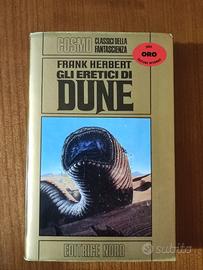 COSMO CLASSICI DELLA
FANTASCIENZA
ORO
FRANK HERBERT
GLI ERETICI DI
DUNE
EDITRICE NORD
subito